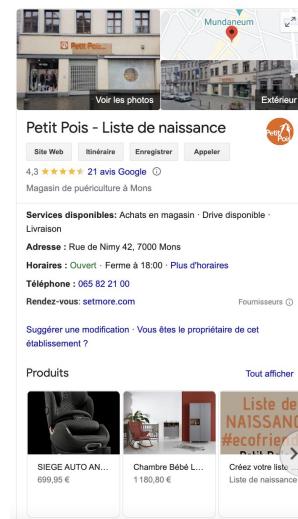 Petit Pois
Mundaneum
Voir les photos
Extérieur
Petit Pois - Liste de naissance
Petit Pois
Site Web
Itinéraire
Enregistrer
Appeler
4,3
21 avis Google
Magasin de puériculture à Mons
Services disponibles: Achats en magasin · Drive disponible ·
Livraison
Adresse : Rue de Nimy 42, 7000 Mons
Horaires : Ouvert · Ferme à 18:00 · Plus d'horaires
Téléphone : 065 82 21 00
Rendez-vous: setmore.com
Fournisseurs
Suggérer une modification · Vous êtes le propriétaire de cet
établissement ?
Produits
Tout afficher
Liste de
NAISSANC
#ecofriend
SIEGE AUTO AN...
699,95 €
Chambre Bébé L...
1 180,80 €
Créez votre liste
Liste de naissance